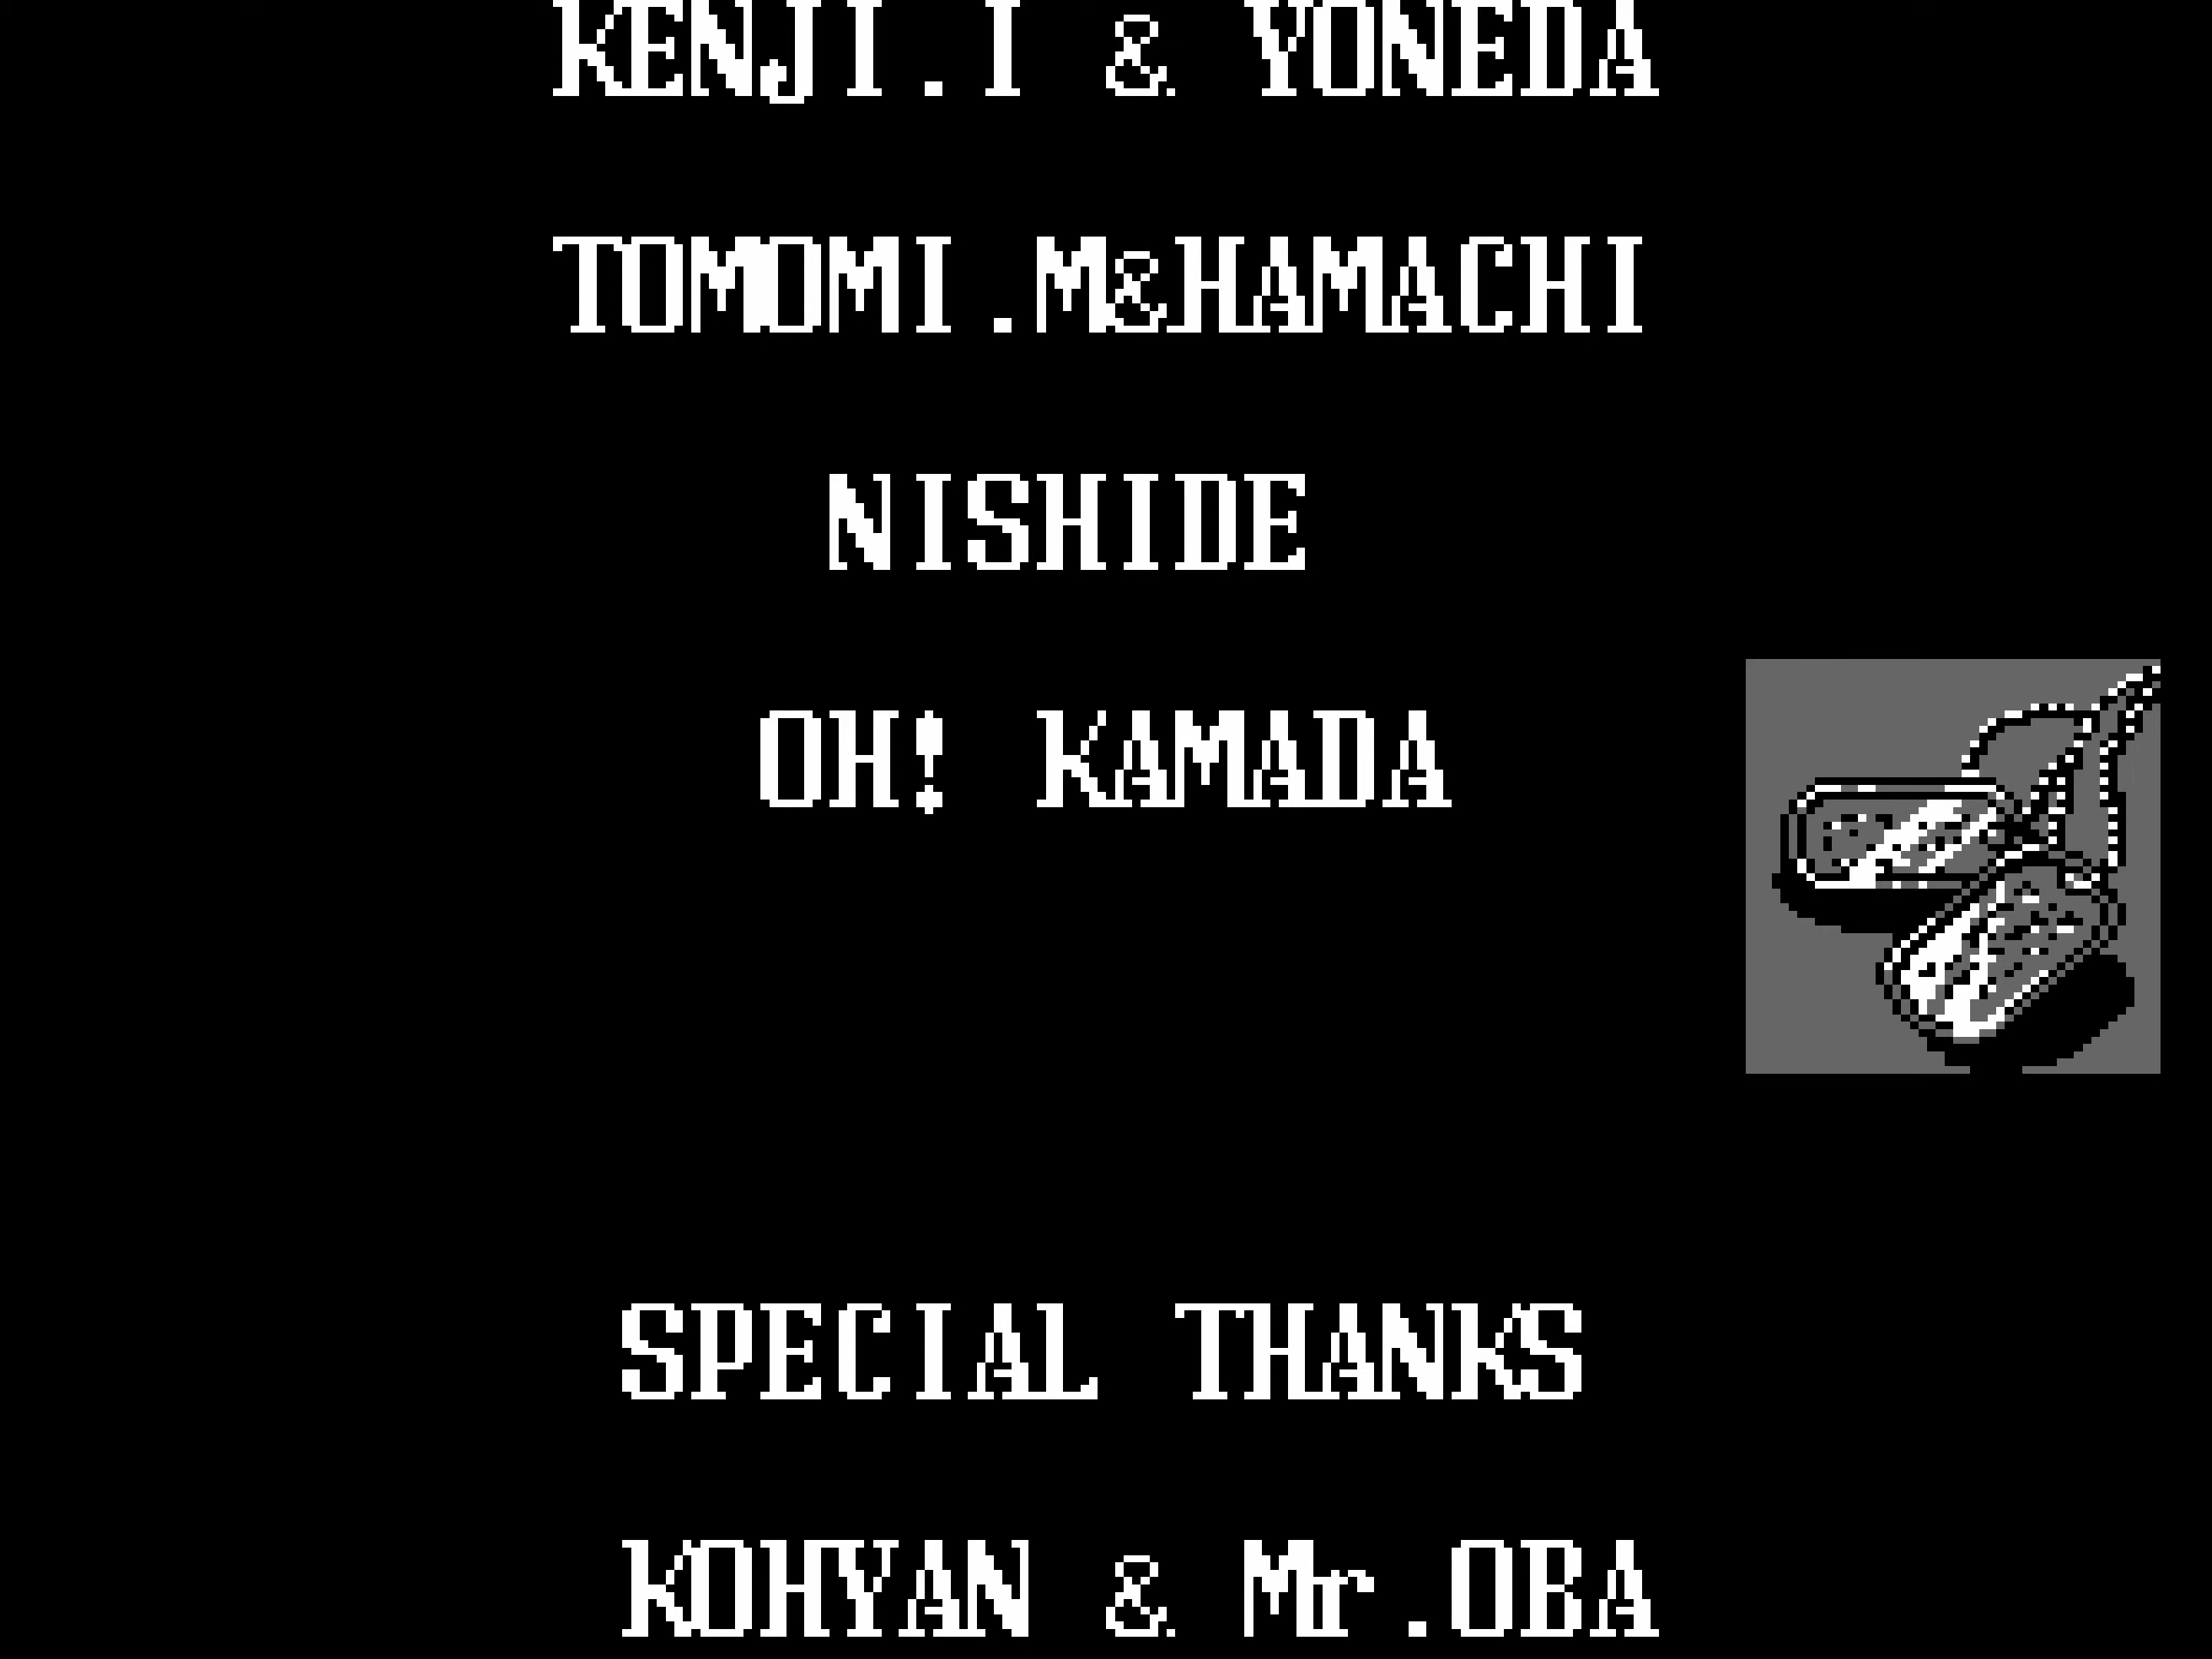 KENJI.I & YONEDA
TOMOMI.M&HAMACHI
NISHIDE
OH! KAMADA
SPECIAL THANKS
KOHYAN & Mr.OBA